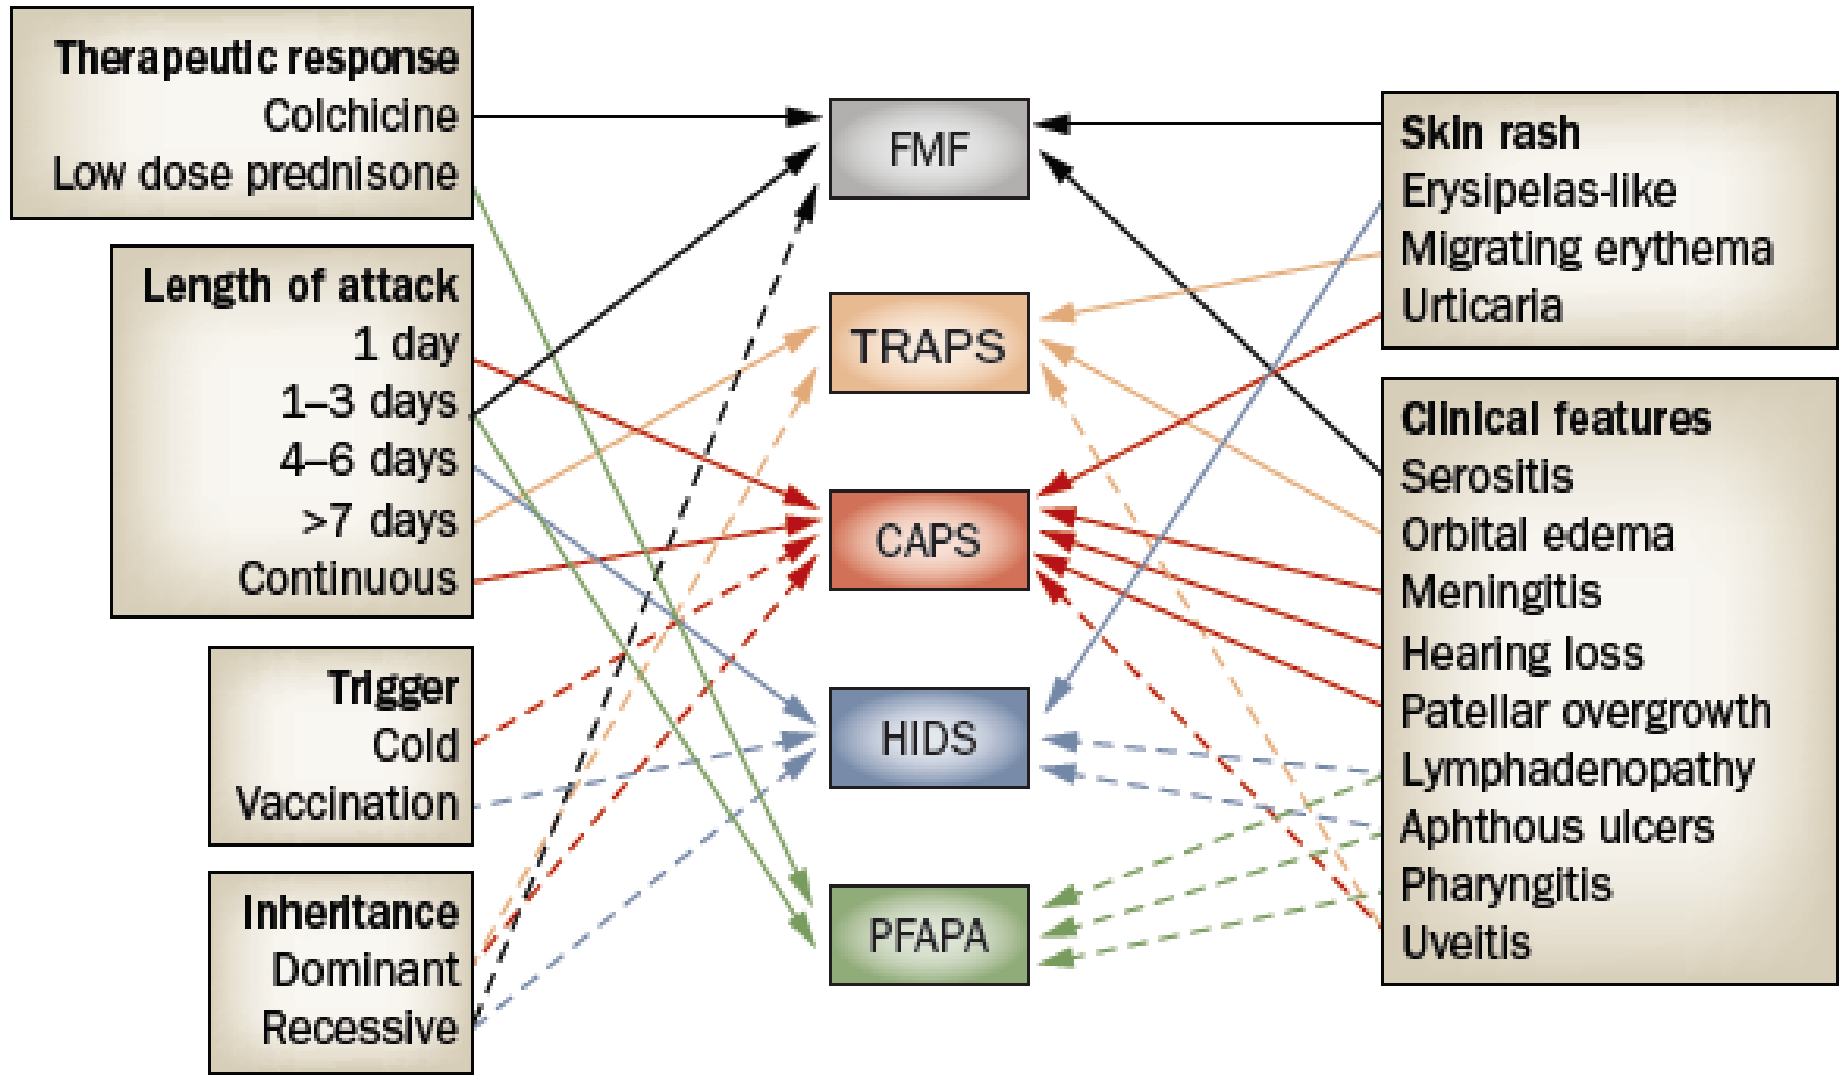 Therapeutic response
Colchicine
Low dose prednisone
Length of attack
1 day
1–3 days
4–6 days
>7 days
Continuous
Trigger
Cold
Vaccination
Inheritance
Dominant
Recessive
FMF
TRAPS
CAPS
HIDS
PFAPA
Skin rash
Erysipelas-like
Migrating erythema
Urticaria
Clinical features
Serositis
Orbital edema
Meningitis
Hearing loss
Patellar overgrowth
Lymphadenopathy
Aphthous ulcers
Pharyngitis
Uveitis